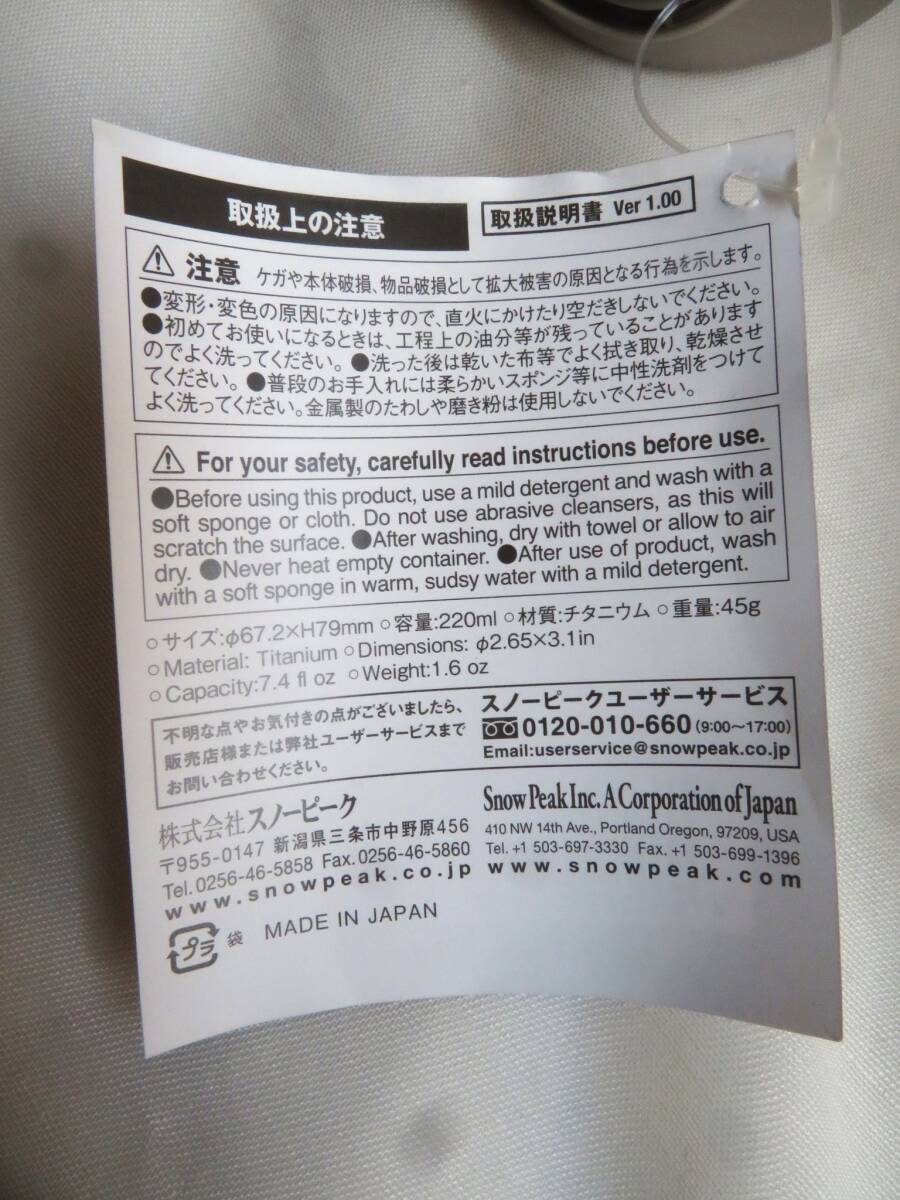 取扱上の注意
取扱説明書 Ver 1.00
⚠ 注意 ケガや本体破損、物品破損として拡大被害の原因となる行為を示します。
●変形・変色の原因になりますので、直火にかけたり空だきしないでください。
●初めてお使いになるときは、工程上の油分等が残っていることがあります
のでよく洗ってください。●洗った後は乾いた布等でよく拭き取り、乾燥させ
てください。●普段のお手入れには柔らかいスポンジ等に中性洗剤をつけて
よく洗ってください。金属製のたわしや磨き粉は使用しないでください。
⚠ For your safety, carefully read instructions before use.
●Before using this product, use a mild detergent and wash with a
soft sponge or cloth. Do not use abrasive cleansers, as this will
scratch the surface. ●After washing, dry with towel or allow to air
dry. ●Never heat empty container. ●After use of product, wash
with a soft sponge in warm, sudsy water with a mild detergent.
○サイズ:φ67.2×H79mm ○容量:220ml ○材質:チタニウム ○重量:45g
○Material: Titanium ○Dimensions: φ2.65×3.1in
○Capacity:7.4 fl oz ○Weight:1.6 oz
不明な点やお気付きの点がございましたら、
販売店様または弊社ユーザーサービスまで
お問い合わせください。
スノーピークユーザーサービス
0120-010-660 (9:00〜17:00)
Email:userservice@snowpeak.co.jp
株式会社スノーピーク
〒955-0147 新潟県三条市中野原456
Tel.0256-46-5858 Fax.0256-46-5860
www.snowpeak.co.jp
Snow Peak Inc. A Corporation of Japan
410 NW 14th Ave., Portland Oregon, 97209, USA
Tel. +1 503-697-3330 Fax. +1 503-699-1396
www.snowpeak.com
プラ 袋 MADE IN JAPAN